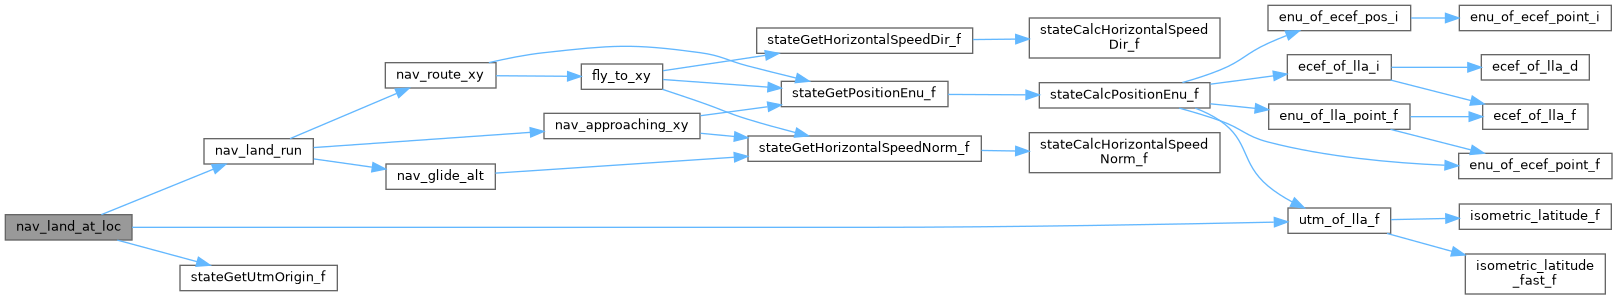 nav_land_at_loc
nav_land_run
stateGetUtmOrigin_f
nav_route_xy
nav_approaching_xy
nav_glide_alt
fly_to_xy
stateGetHorizontalSpeedDir_f
stateGetPositionEnu_f
stateGetHorizontalSpeedNorm_f
stateCalcHorizontalSpeed
Dir_f
stateCalcPositionEnu_f
stateCalcHorizontalSpeed
Norm_f
enu_of_ecef_pos_i
ecef_of_lla_i
enu_of_lla_point_f
utm_of_lla_f
enu_of_ecef_point_i
ecef_of_lla_d
ecef_of_lla_f
enu_of_ecef_point_f
isometric_latitude_f
isometric_latitude
_fast_f